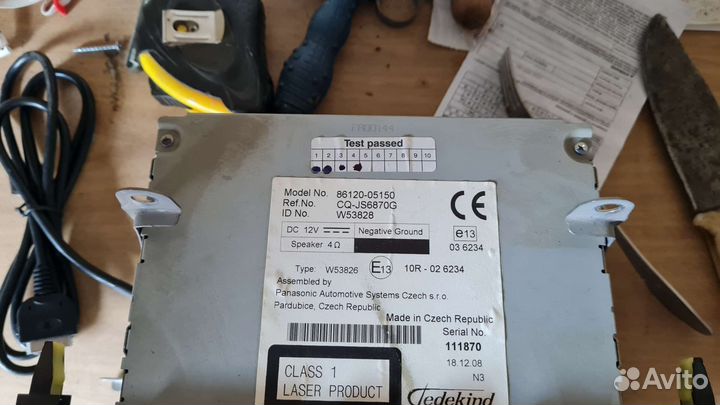 FA00144
Test passed
1 2 3 4 5 6 7 8 9 10
Model No. 86120-05150
Ref.No. CQ-JS6870G
ID No. W53828
DC 12V Negative Ground
Speaker 4 Ω
e13
03 6234
Type: W53826 E13 10R - 02 6234
Assembled by
Panasonic Automotive Systems Czech s.r.o.
Pardubice, Czech Republic
Made in Czech Republic
Serial No.
111870
18.12.08
N3
CLASS 1
LASER PRODUCT
Tedekind
Avito